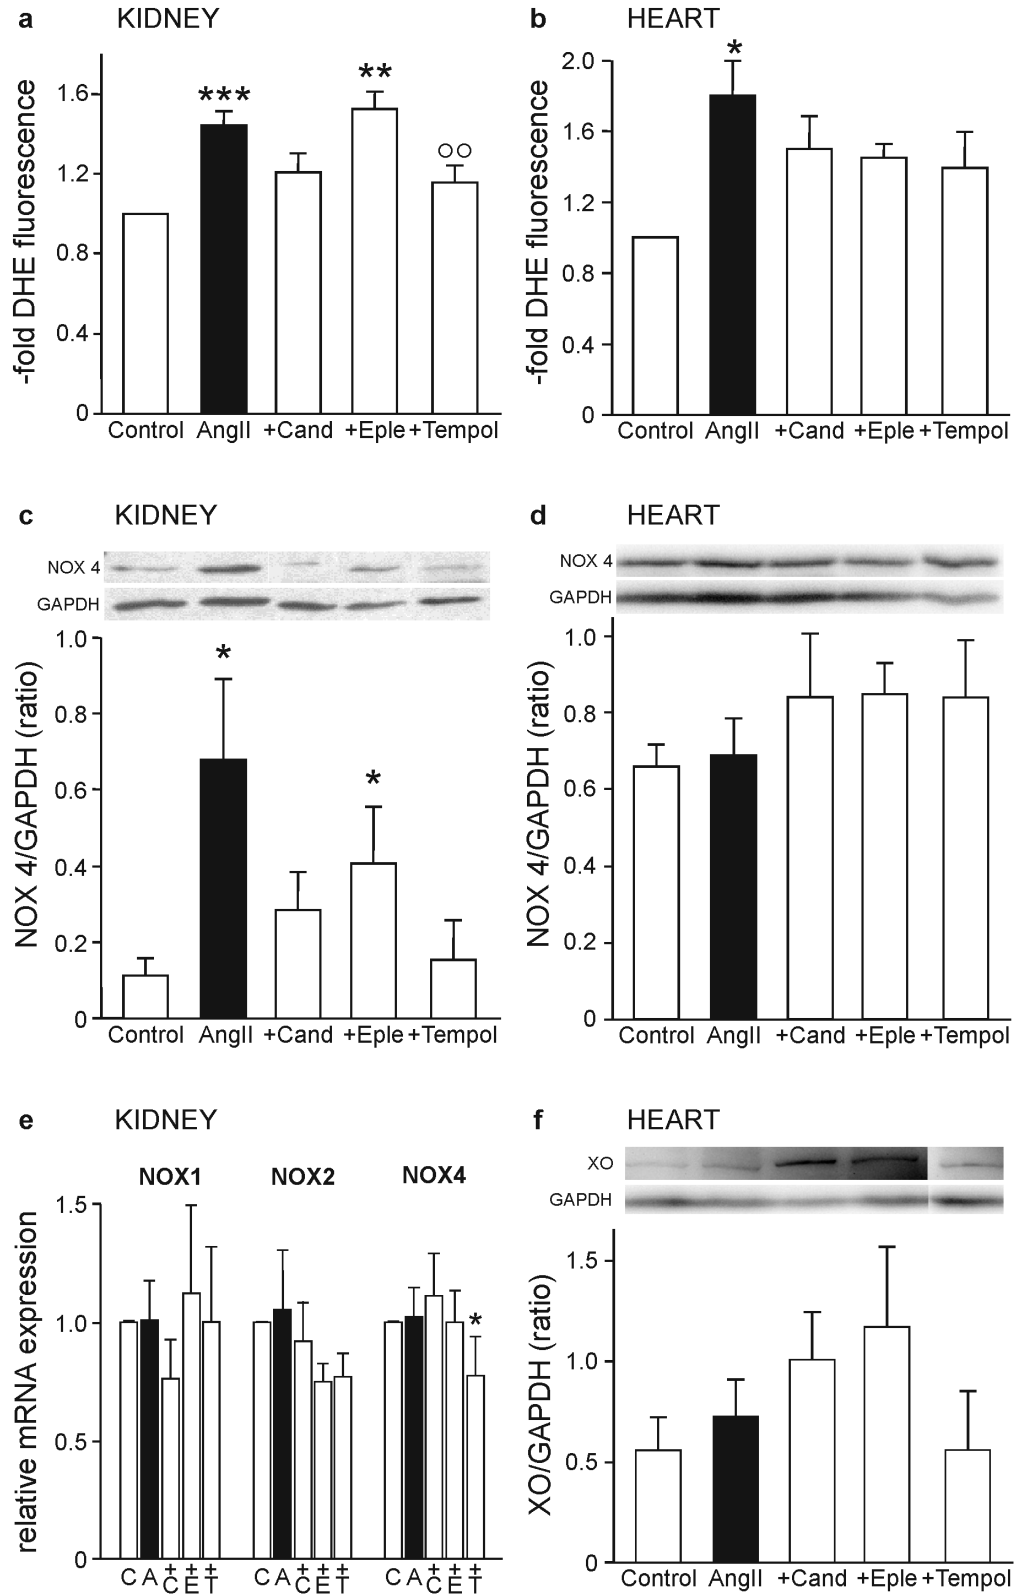 a KIDNEY
-fold DHE fluorescence
1.6
1.2
0.8
0.4
0
***
**
○○
Control AngII +Cand +Eple +Tempol
b HEART
-fold DHE fluorescence
2.0
1.6
1.2
0.8
0.4
0
*
Control AngII +Cand +Eple +Tempol
c KIDNEY
NOX 4
GAPDH
NOX 4/GAPDH (ratio)
1.0
0.8
0.6
0.4
0.2
0
*
*
Control AngII +Cand +Eple +Tempol
d HEART
NOX 4
GAPDH
NOX 4/GAPDH (ratio)
1.0
0.8
0.6
0.4
0.2
0
Control AngII +Cand +Eple +Tempol
e KIDNEY
NOX1 NOX2 NOX4
relative mRNA expression
1.5
1.0
0.5
0
*
C A +C +E +T C A +C +E +T C A +C +E +T
f HEART
XO
GAPDH
XO/GAPDH (ratio)
1.5
1.0
0.5
0
Control AngII +Cand +Eple +Tempol